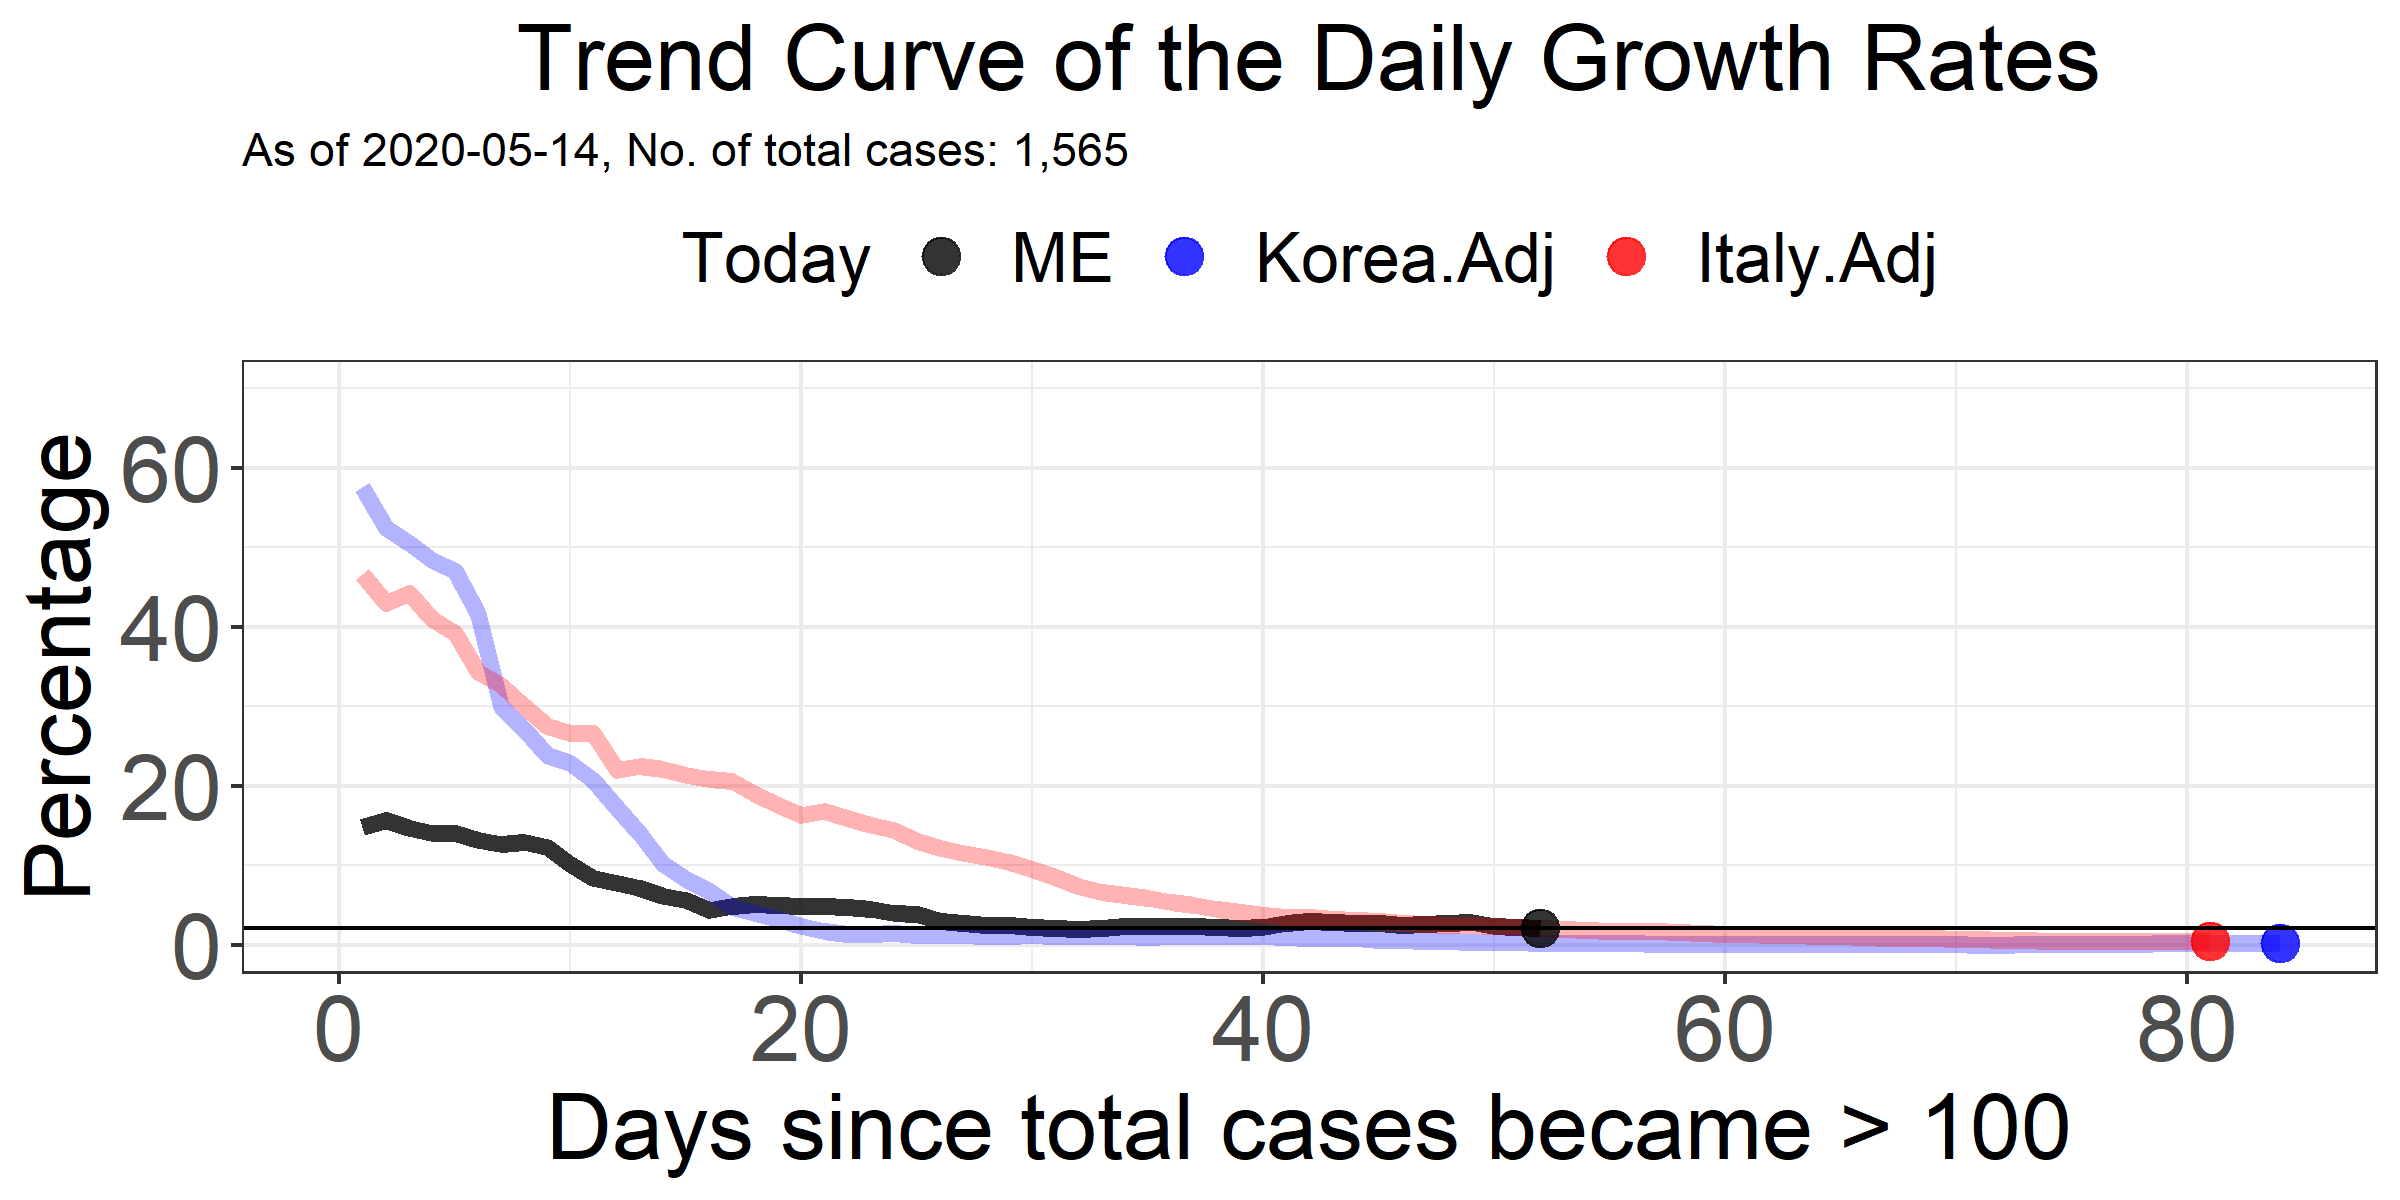 Trend Curve of the Daily Growth Rates
As of 2020-05-14, No. of total cases: 1,565
Today ME Korea.Adj Italy.Adj
Percentage
60
40
20
0
0 20 40 60 80
Days since total cases became > 100